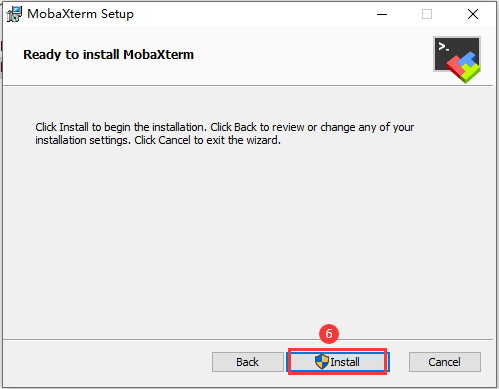 MobaXterm Setup
Ready to install MobaXterm
>_
Click Install to begin the installation. Click Back to review or change any of your
installation settings. Click Cancel to exit the wizard.
6
Back
Install
Cancel